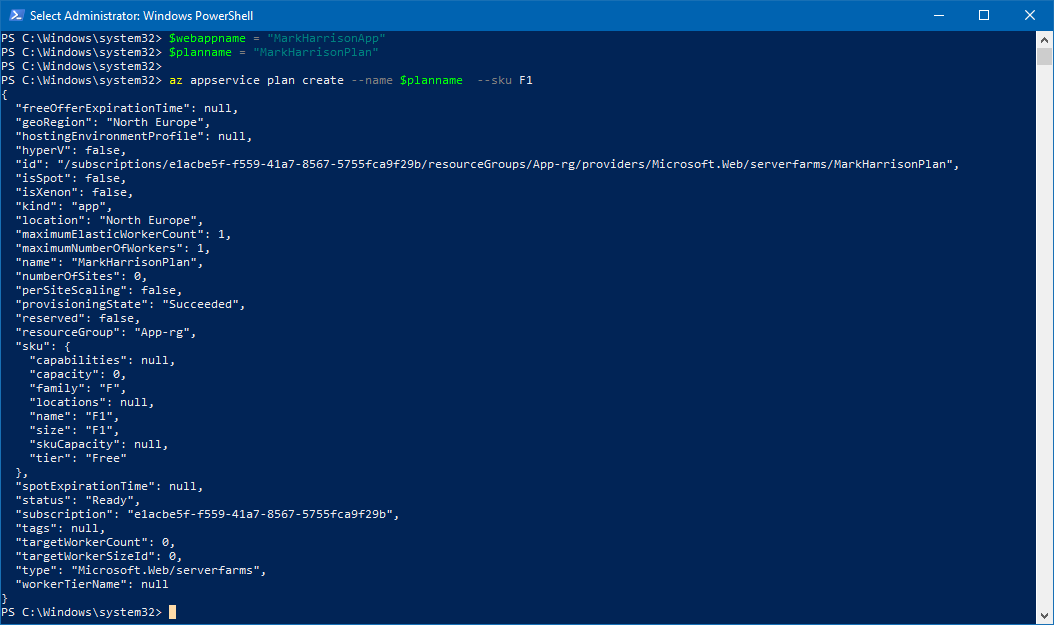 Select Administrator: Windows PowerShell
PS C:\Windows\system32> $webappname = "MarkHarrisonApp"
PS C:\Windows\system32> $planname = "MarkHarrisonPlan"
PS C:\Windows\system32>
PS C:\Windows\system32> az appservice plan create --name $planname  --sku F1
{
  "freeOfferExpirationTime": null,
  "geoRegion": "North Europe",
  "hostingEnvironmentProfile": null,
  "hyperV": false,
  "id": "/subscriptions/e1acbe5f-f559-41a7-8567-5755fca9f29b/resourceGroups/App-rg/providers/Microsoft.Web/serverfarms/MarkHarrisonPlan",
  "isSpot": false,
  "isXenon": false,
  "kind": "app",
  "location": "North Europe",
  "maximumElasticWorkerCount": 1,
  "maximumNumberOfWorkers": 1,
  "name": "MarkHarrisonPlan",
  "numberOfSites": 0,
  "perSiteScaling": false,
  "provisioningState": "Succeeded",
  "reserved": false,
  "resourceGroup": "App-rg",
  "sku": {
    "capabilities": null,
    "capacity": 0,
    "family": "F",
    "locations": null,
    "name": "F1",
    "size": "F1",
    "skuCapacity": null,
    "tier": "Free"
  },
  "spotExpirationTime": null,
  "status": "Ready",
  "subscription": "e1acbe5f-f559-41a7-8567-5755fca9f29b",
  "tags": null,
  "targetWorkerCount": 0,
  "targetWorkerSizeId": 0,
  "type": "Microsoft.Web/serverfarms",
  "workerTierName": null
}
PS C:\Windows\system32>